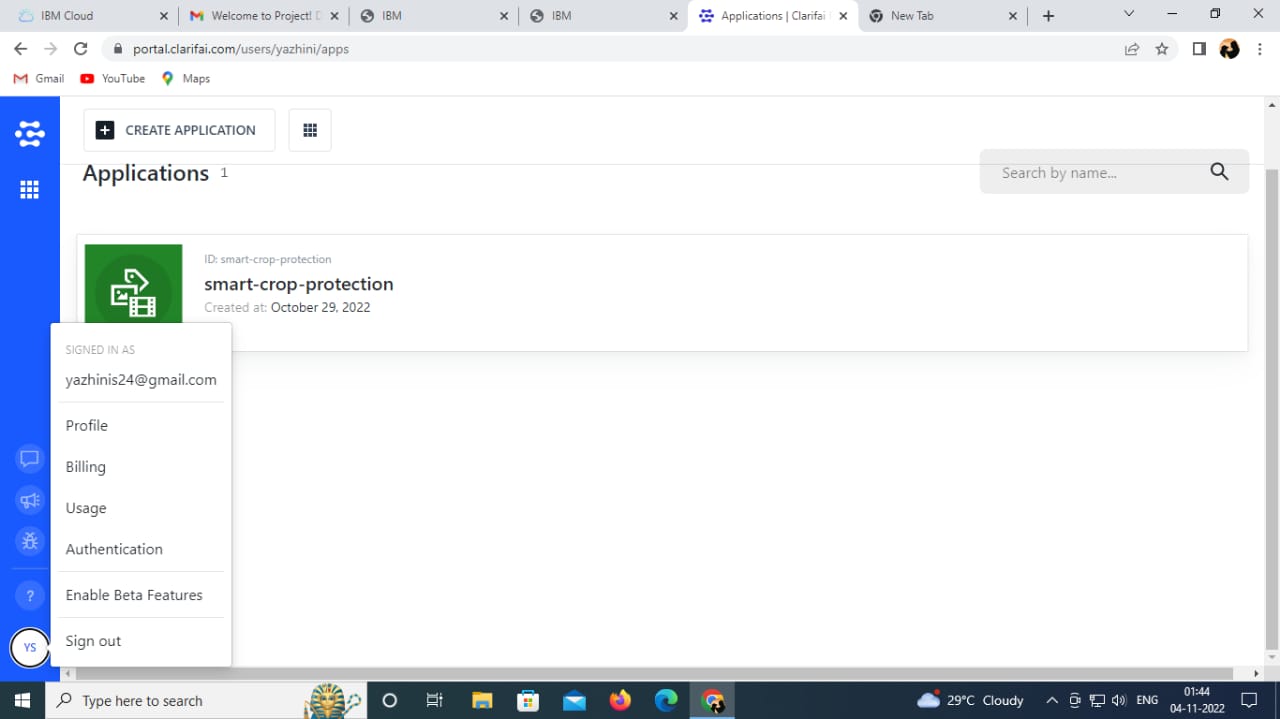 IBM Cloud
Welcome to Project! D
IBM
IBM
Applications | Clarifai
New Tab
portal.clarifai.com/users/yazhini/apps
Gmail
YouTube
Maps
CREATE APPLICATION
Applications 1
Search by name...
ID: smart-crop-protection
smart-crop-protection
Created at: October 29, 2022
SIGNED IN AS
yazhinis24@gmail.com
Profile
Billing
Usage
Authentication
Enable Beta Features
?
YS
Sign out
Type here to search
29°C Cloudy
ENG
01:44
04-11-2022